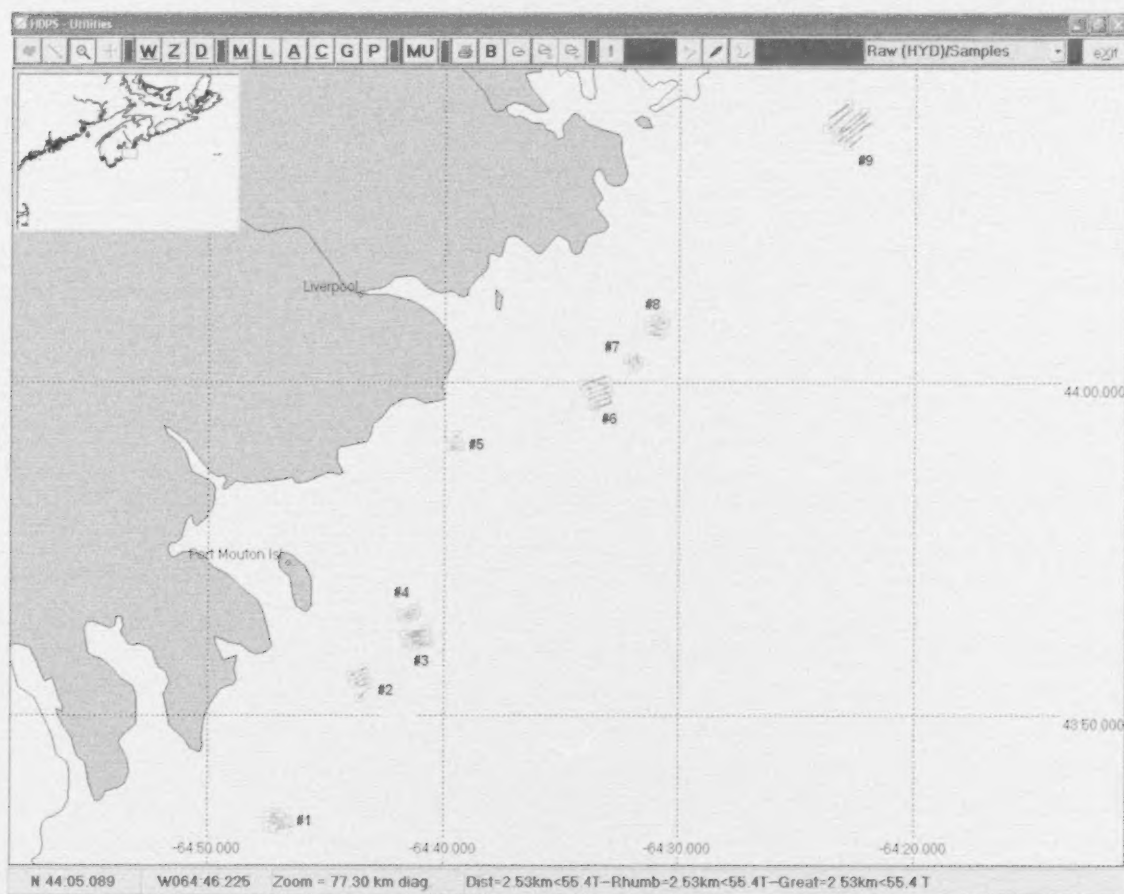 HDPS - Utilities
W Z D M L A C G P MU B Raw (HYD)/Samples exit
#9
Liverpool
#8
#7
44:00.000
#6
#5
Port Mouton Isl
#4
#3
#2
43:50.000
#1
-64:50.000 -64:40.000 -64:30.000 -64:20.000
N 44:05.089 W064:46.225 Zoom = 77.30 km diag. Dist=2.53km<55.4T-Rhumb=2.53km<55.4T-Great=2.53km<55.4 T